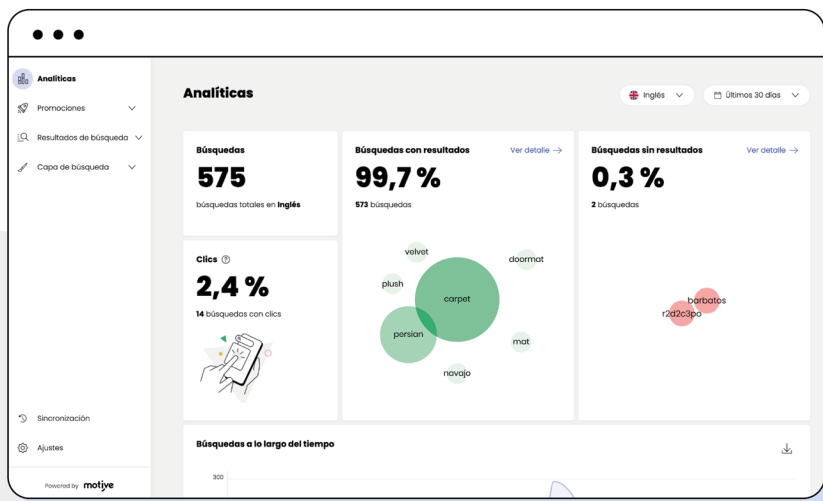 Analíticas
Promociones
Resultados de búsqueda
Capa de búsqueda
Sincronización
Ajustes
Powered by motive
Analíticas
Inglés
Últimos 30 días
Búsquedas
575
búsquedas totales en Inglés
Clics ?
2,4 %
14 búsquedas con clics
Búsquedas con resultados
Ver detalle →
99,7 %
573 búsquedas
velvet
doormat
plush
carpet
persian
mat
navajo
Búsquedas sin resultados
Ver detalle →
0,3 %
2 búsquedas
barbatos
r2d2c3po
Búsquedas a lo largo del tiempo
300